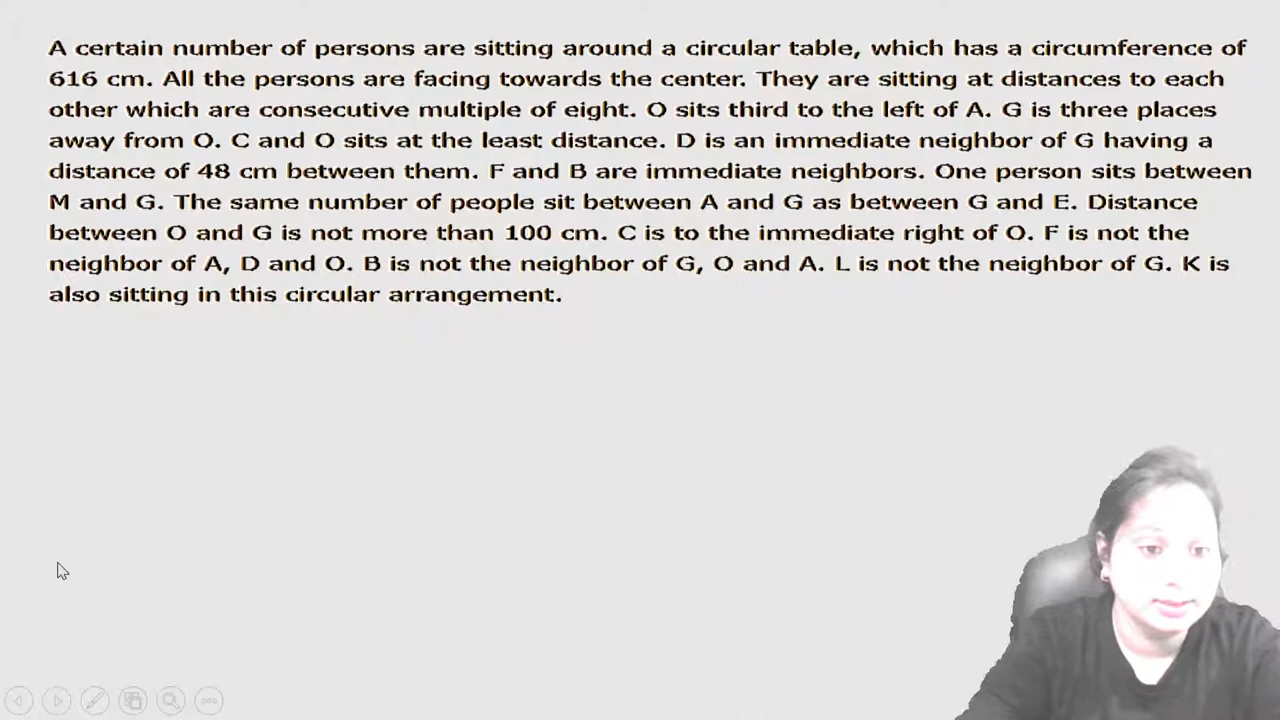 A certain number of persons are sitting around a circular table, which has a circumference of
616 cm. All the persons are facing towards the center. They are sitting at distances to each
other which are consecutive multiple of eight. O sits third to the left of A. G is three places
away from O. C and O sits at the least distance. D is an immediate neighbor of G having a
distance of 48 cm between them. F and B are immediate neighbors. One person sits between
M and G. The same number of people sit between A and G as between G and E. Distance
between O and G is not more than 100 cm. C is to the immediate right of O. F is not the
neighbor of A, D and O. B is not the neighbor of G, O and A. L is not the neighbor of G. K is
also sitting in this circular arrangement.